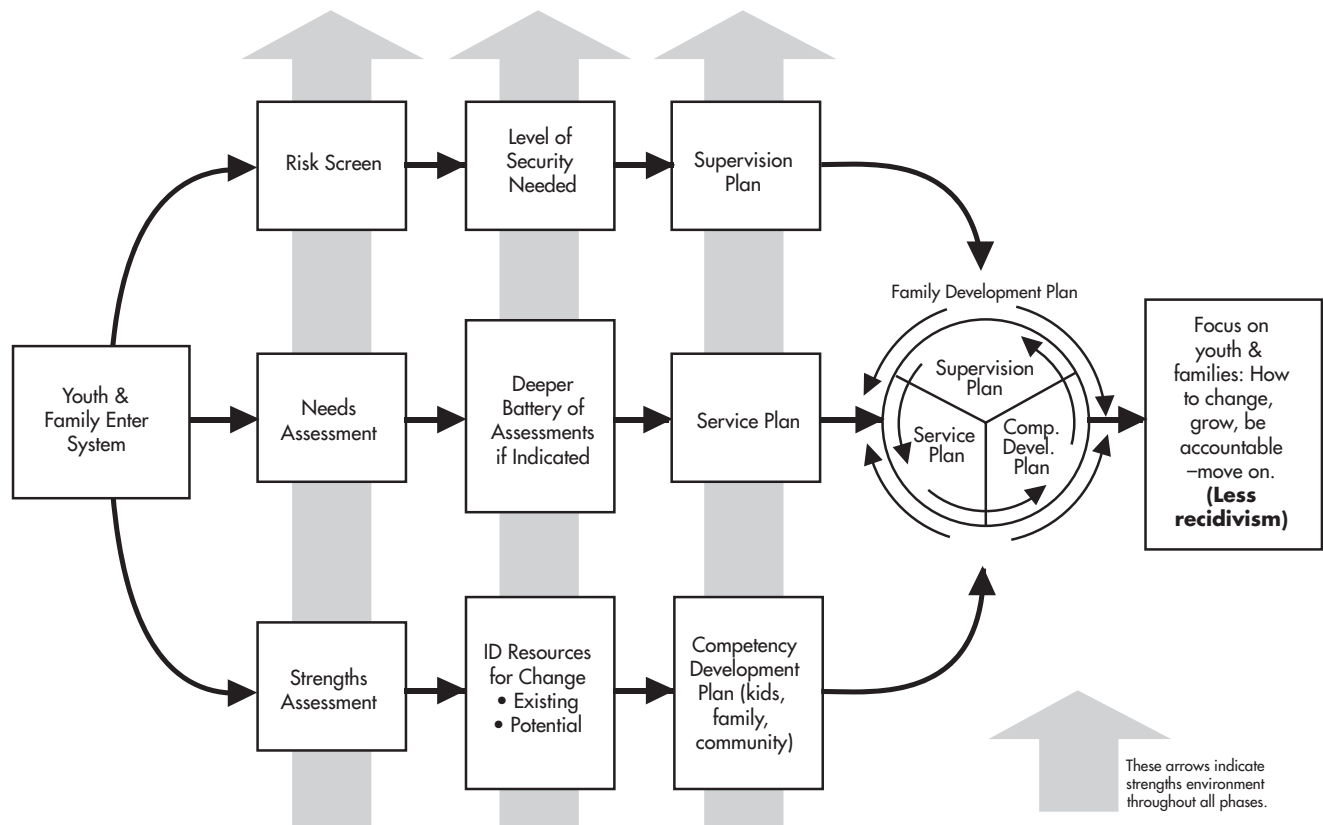 Risk Screen
Level of
Security
Needed
Supervision
Plan
Family Development Plan
Youth &
Family Enter
System
Needs
Assessment
Deeper
Battery of
Assessments
if Indicated
Service Plan
Supervision
Plan
Service
Plan
Comp.
Devel.
Plan
Focus on
youth &
families: How
to change,
grow, be
accountable
–move on.
(Less
recidivism)
Strengths
Assessment
ID Resources
for Change
• Existing
• Potential
Competency
Development
Plan (kids,
family,
community)
These arrows indicate
strengths environment
throughout all phases.